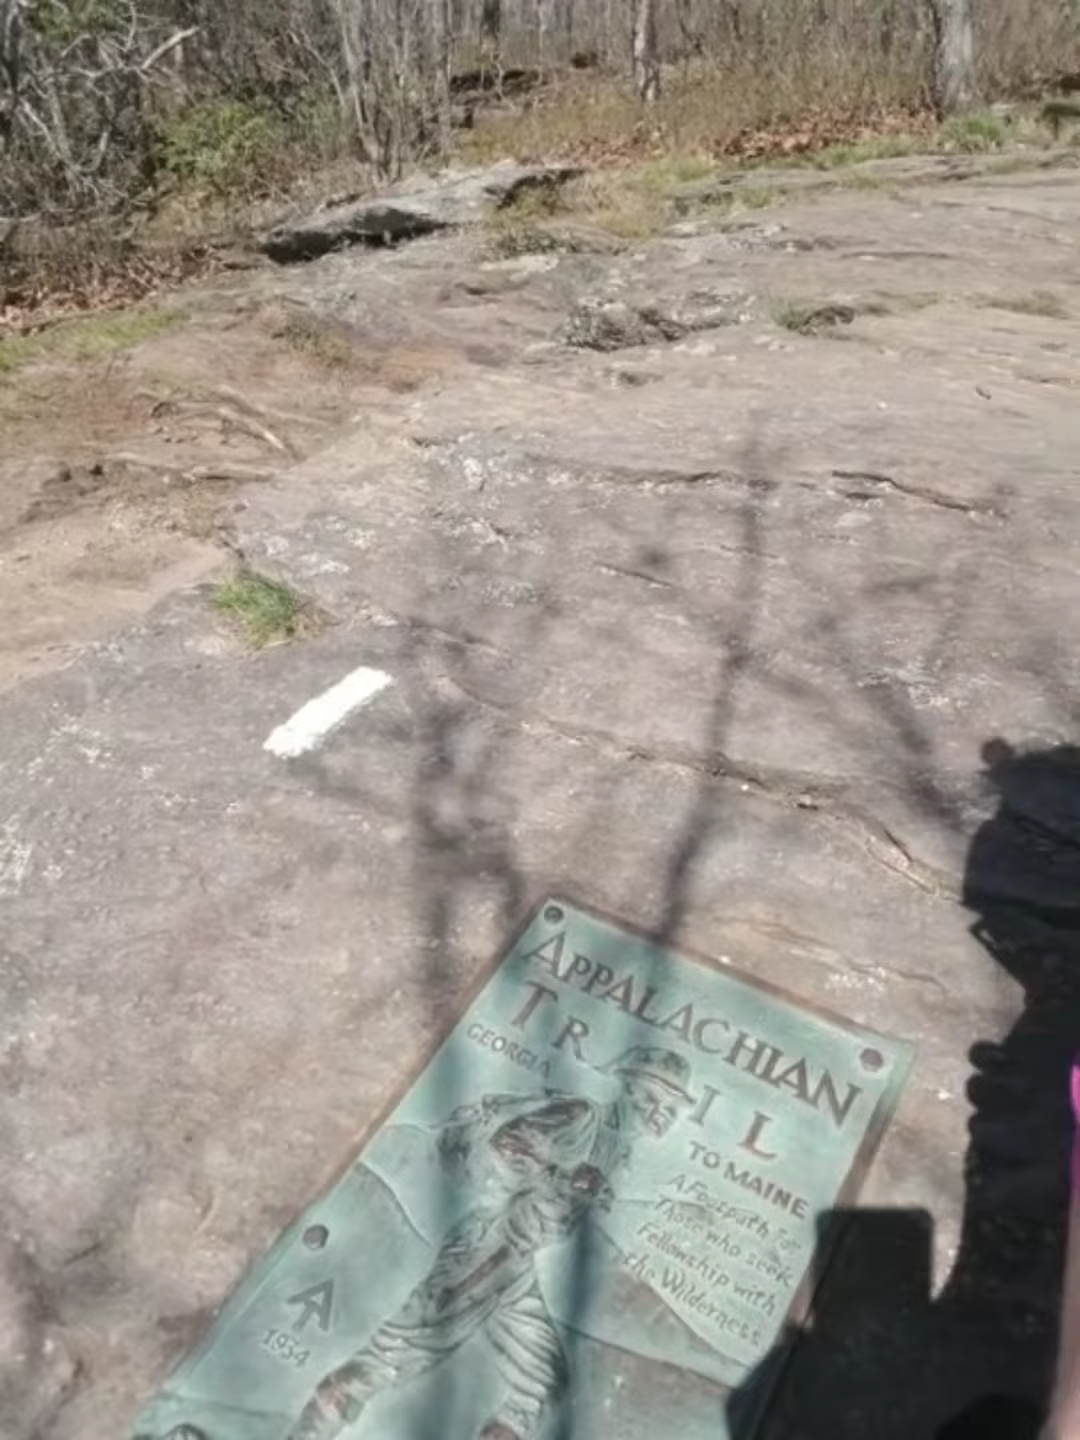 APPALACHIAN
TRAIL
GEORGIA
TO MAINE
A Footpath for
Those who seek
Fellowship with
the Wilderness
1934